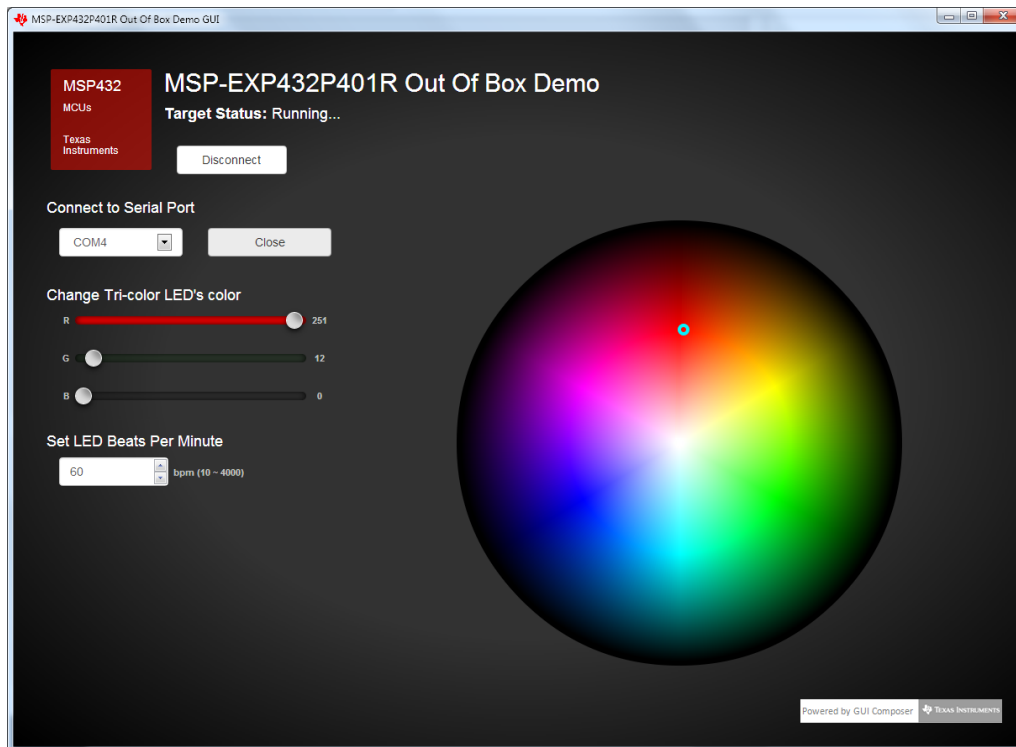 MSP-EXP432P401R Out Of Box Demo GUI
MSP432
MCUs
Texas
Instruments
MSP-EXP432P401R Out Of Box Demo
Target Status: Running...
Disconnect
Connect to Serial Port
COM4
Close
Change Tri-color LED's color
R 251
G 12
B 0
Set LED Beats Per Minute
60 bpm (10 ~ 4000)
Powered by GUI Composer TEXAS INSTRUMENTS